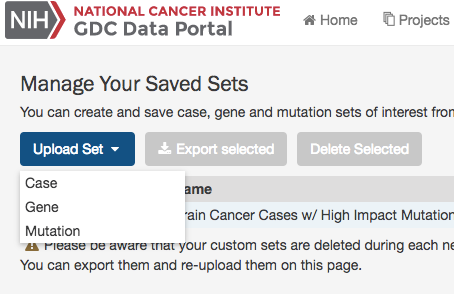 NIH NATIONAL CANCER INSTITUTE
GDC Data Portal
Home Projects
Manage Your Saved Sets
You can create and save case, gene and mutation sets of interest from
Upload Set Export selected Delete Selected
Case
Gene
Mutation
ame
rain Cancer Cases w/ High Impact Mutation
Please be aware that your custom sets are deleted during each ne
You can export them and re-upload them on this page.